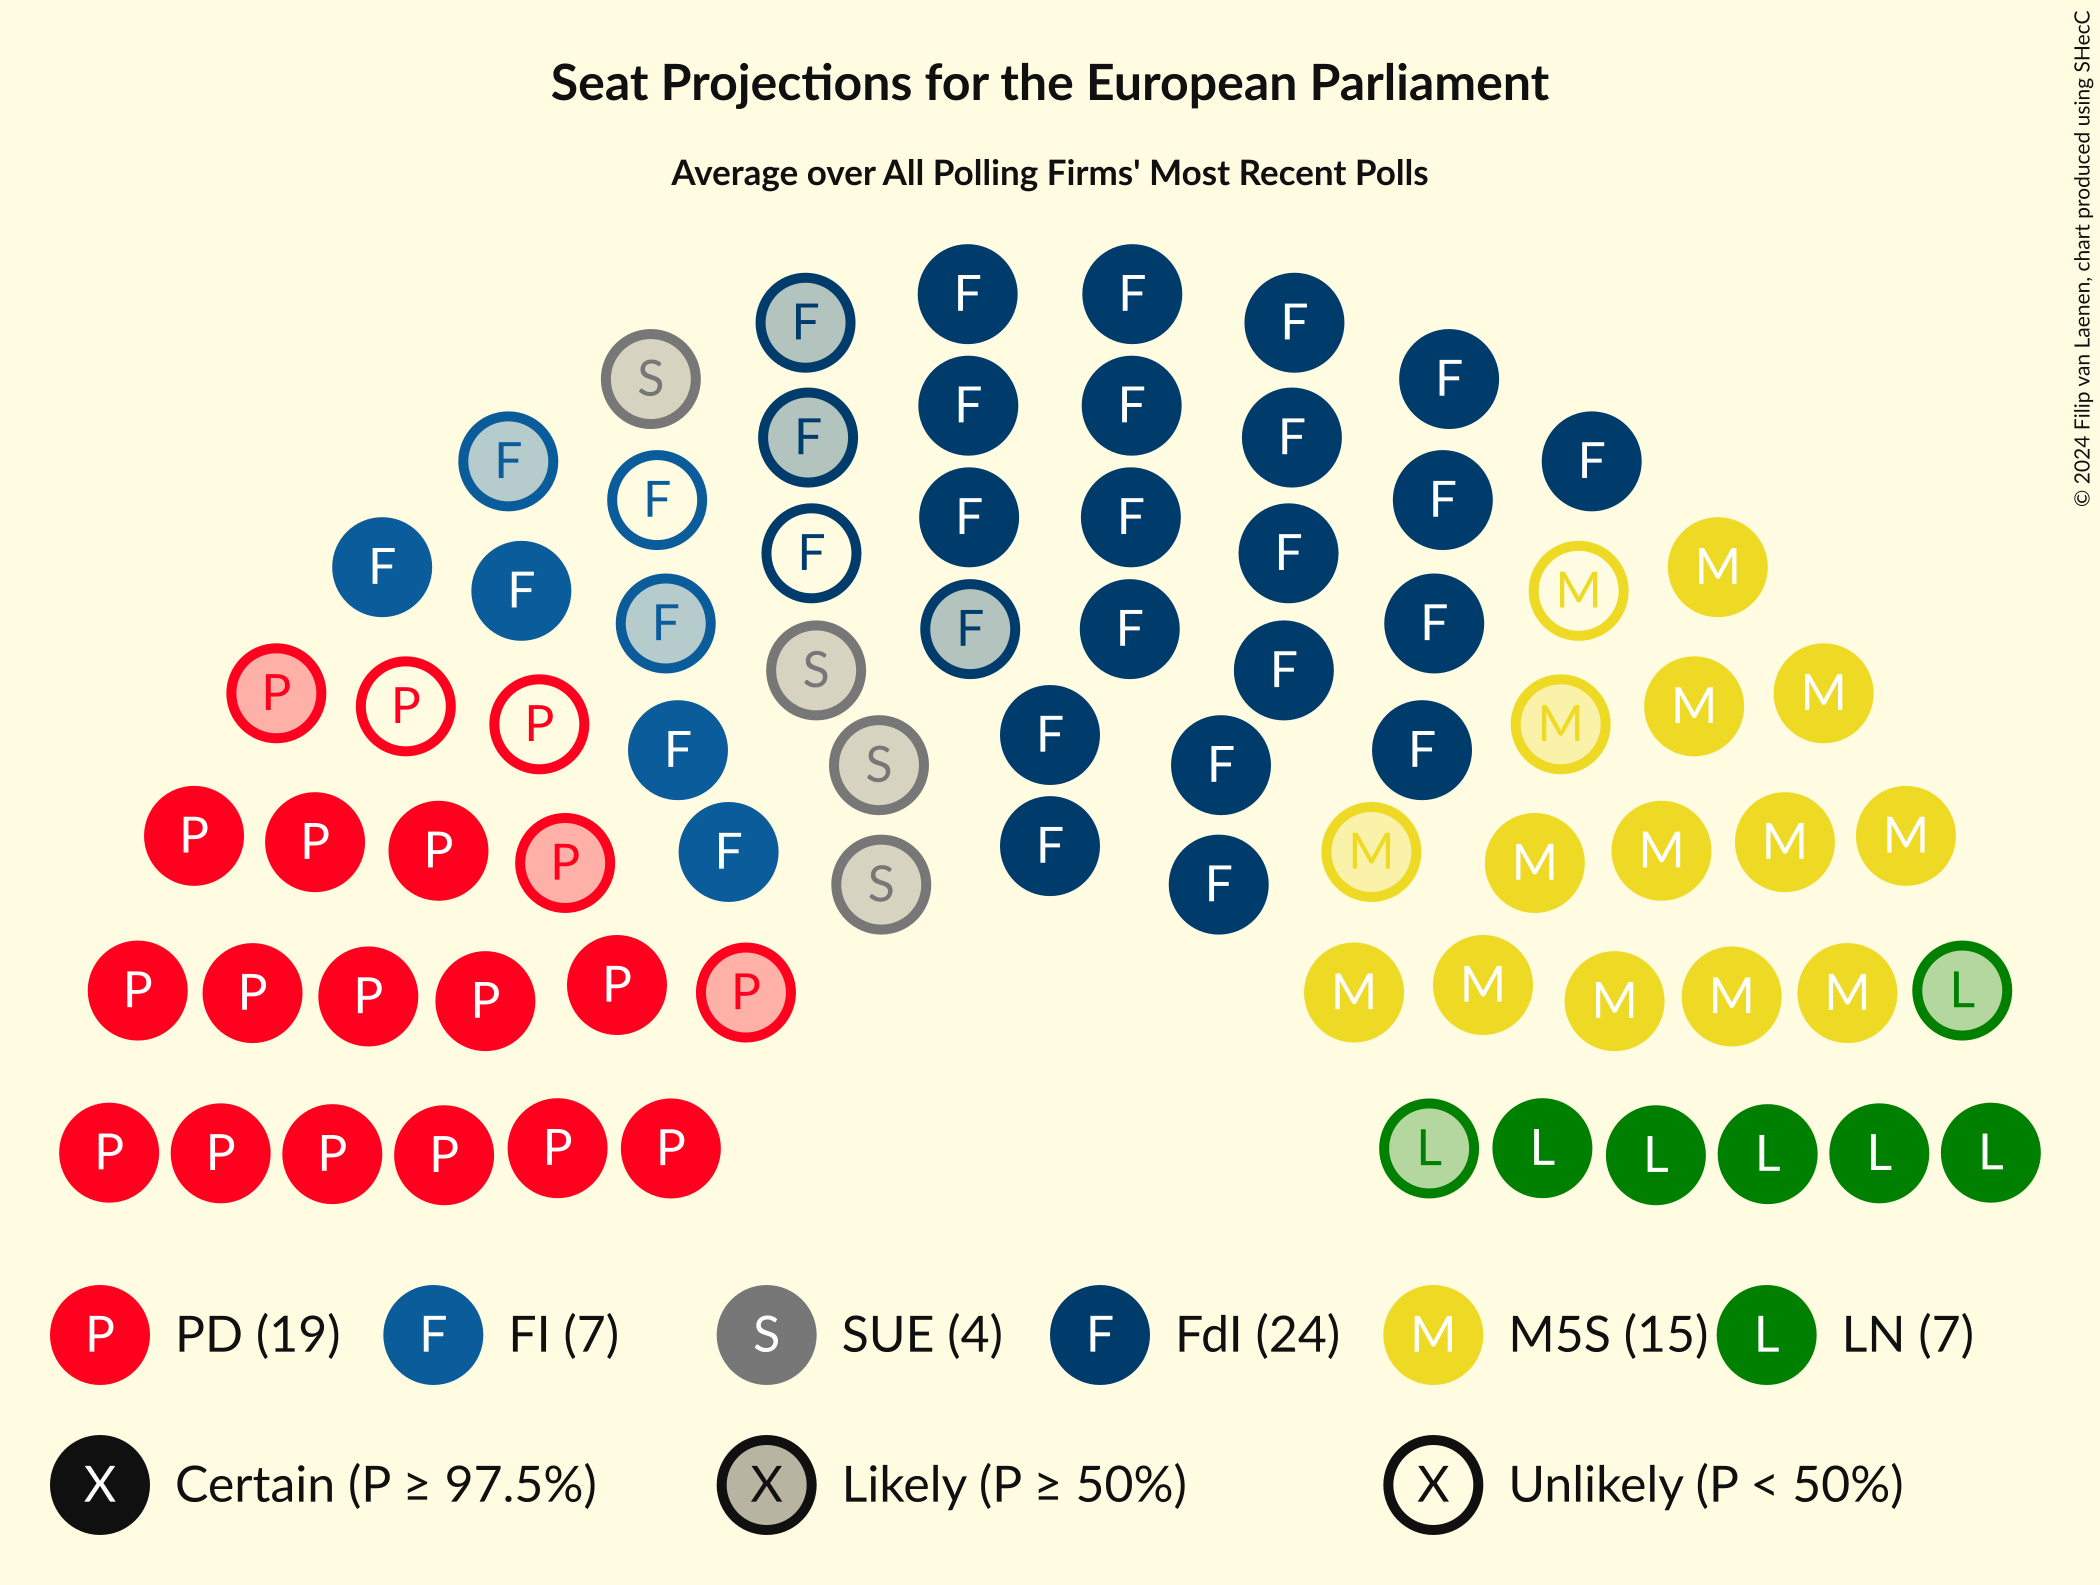 Seat Projections for the European Parliament
Average over All Polling Firms' Most Recent Polls
© 2024 Filip van Laenen, chart produced using SHecC
F F
F F
S F
F F F F
F F
F F
F F
F F F
F M
F F F F
S F
P P P M M M
F F
S F
P P P P F F F M M M M M
S F
P P P P P P M M M M M L
P P P P P P L L L L L L
P PD (19) F FI (7) S SUE (4) F FdI (24) M M5S (15) L LN (7)
X Certain (P ≥ 97.5%) X Likely (P ≥ 50%) X Unlikely (P < 50%)